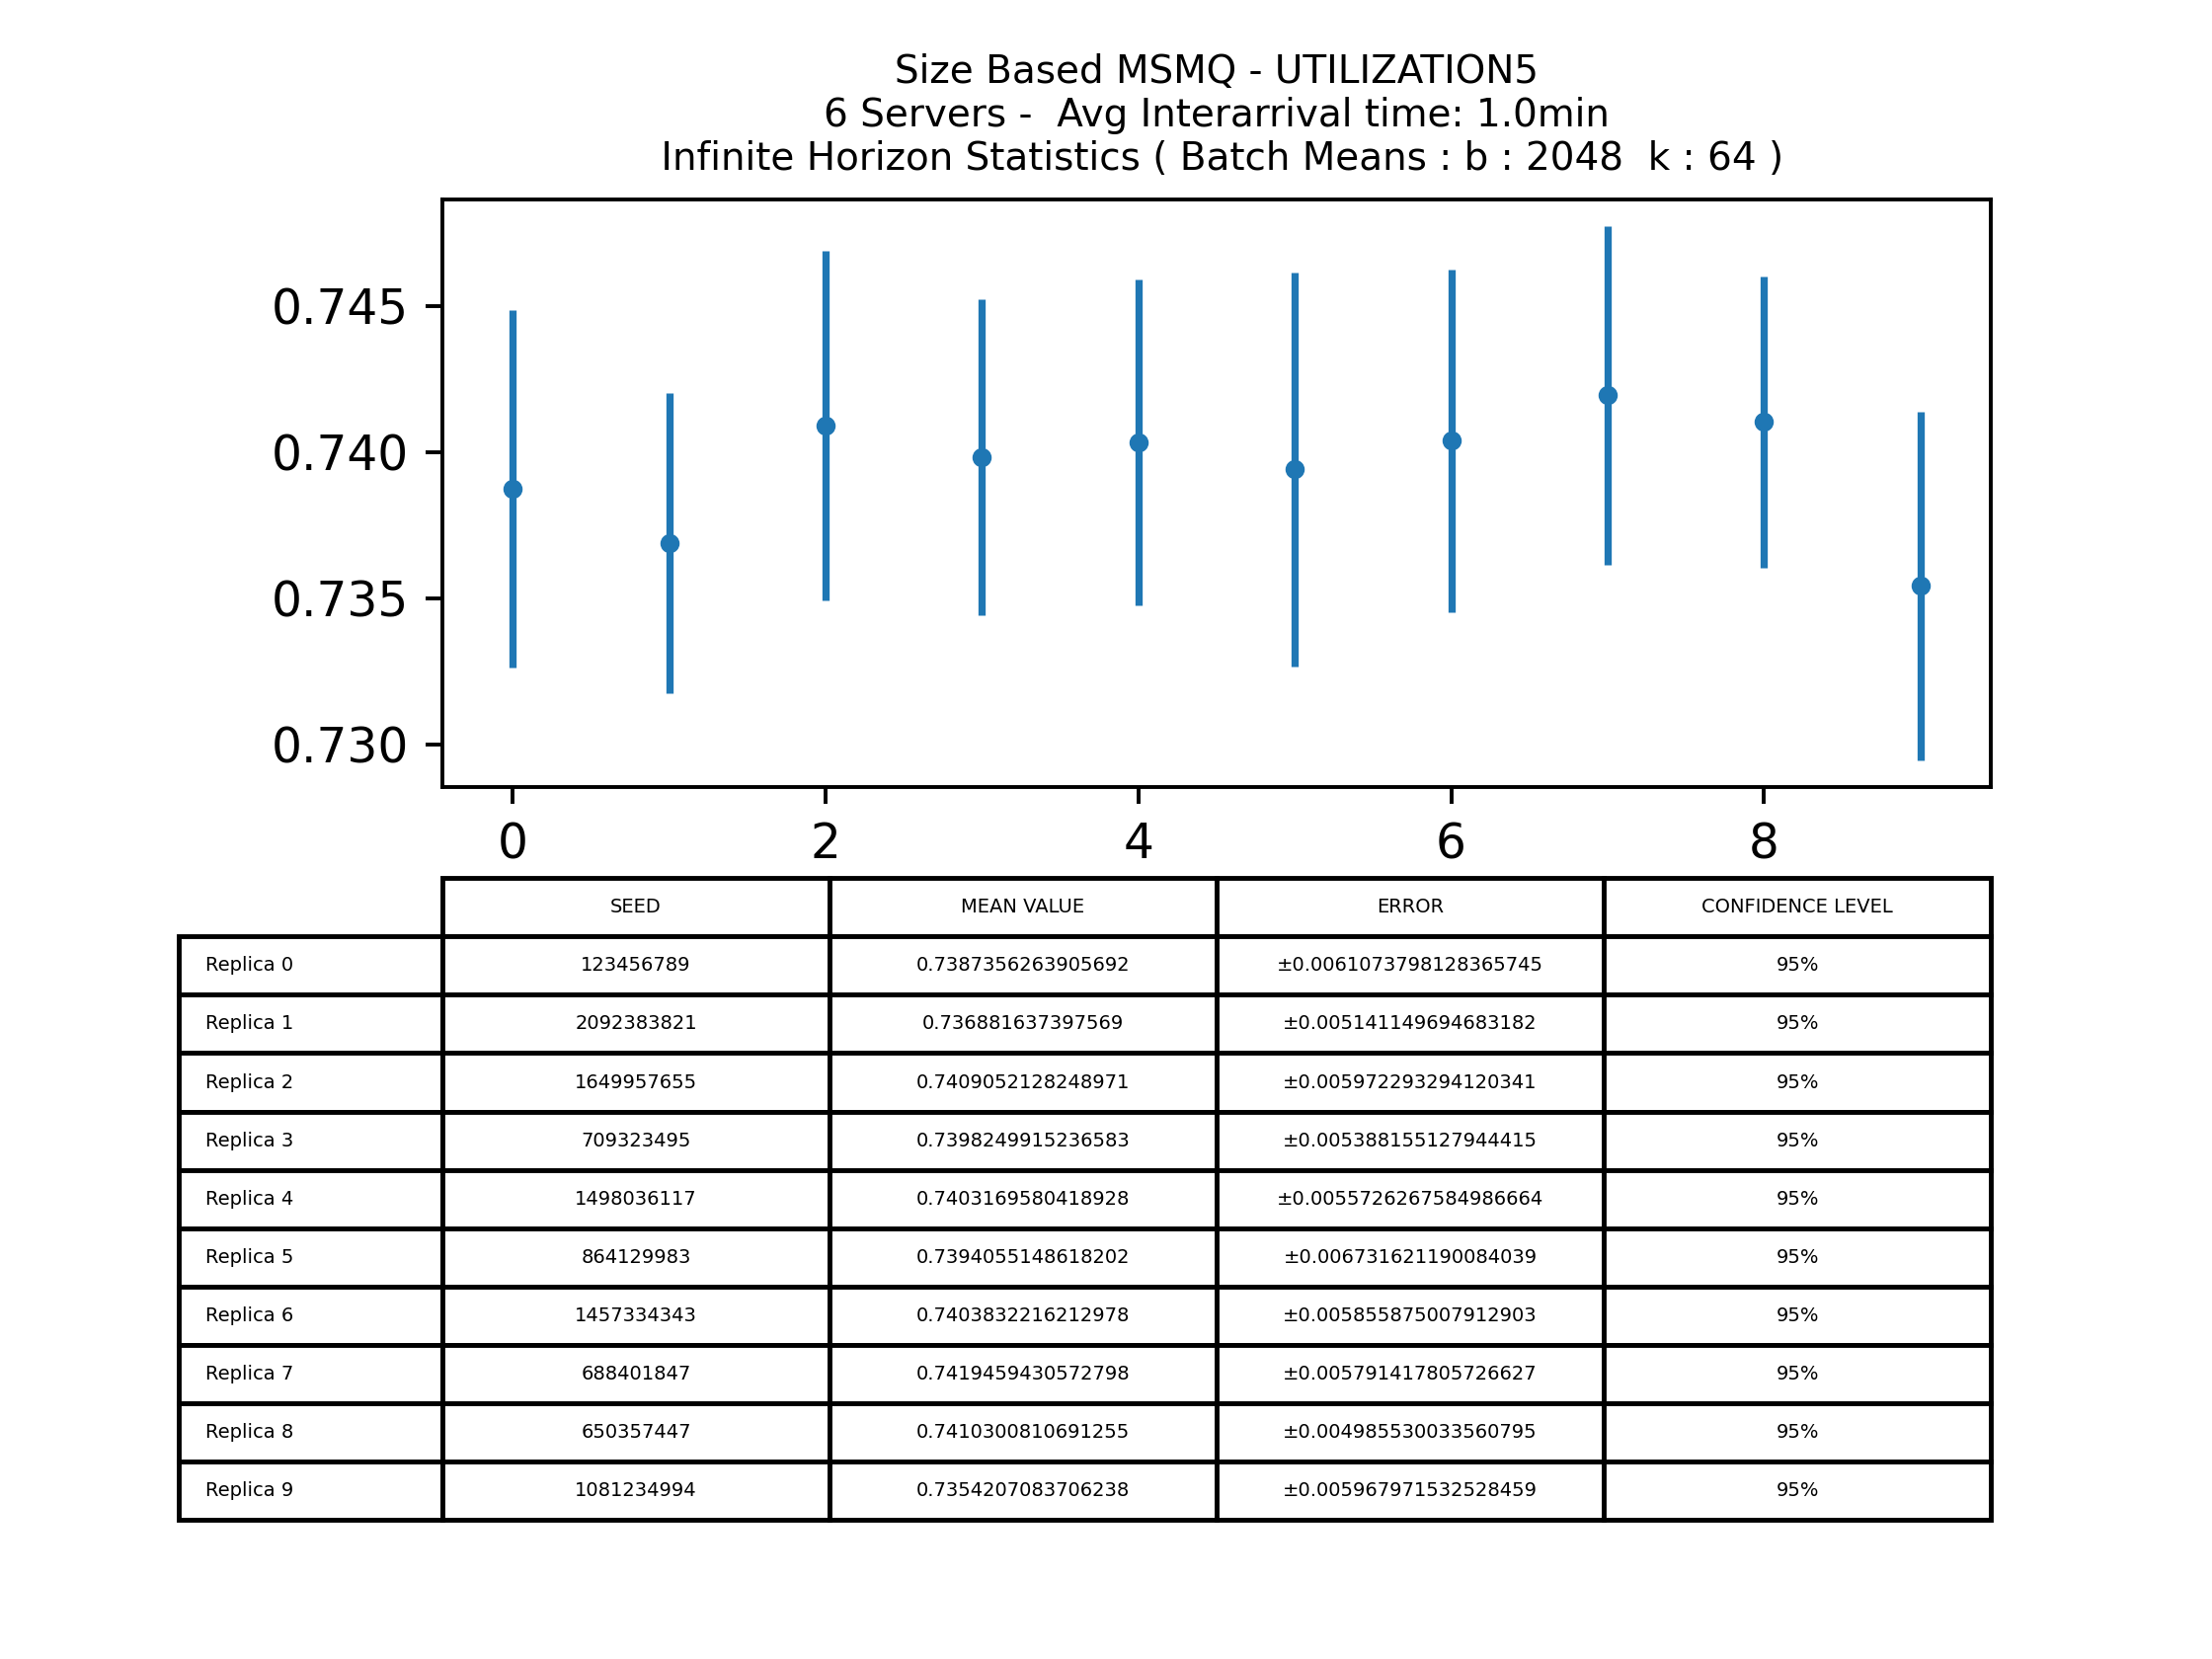 Size Based MSMQ - UTILIZATION5
6 Servers -  Avg Interarrival time: 1.0min
Infinite Horizon Statistics ( Batch Means : b : 2048  k : 64 )
0.745
0.740
0.735
0.730
0 2 4 6 8
SEED MEAN VALUE ERROR CONFIDENCE LEVEL
Replica 0 123456789 0.7387356263905692 ±0.0061073798128365745 95%
Replica 1 2092383821 0.736881637397569 ±0.005141149694683182 95%
Replica 2 1649957655 0.7409052128248971 ±0.005972293294120341 95%
Replica 3 709323495 0.7398249915236583 ±0.005388155127944415 95%
Replica 4 1498036117 0.7403169580418928 ±0.0055726267584986664 95%
Replica 5 864129983 0.7394055148618202 ±0.006731621190084039 95%
Replica 6 1457334343 0.7403832216212978 ±0.005855875007912903 95%
Replica 7 688401847 0.7419459430572798 ±0.005791417805726627 95%
Replica 8 650357447 0.7410300810691255 ±0.004985530033560795 95%
Replica 9 1081234994 0.7354207083706238 ±0.005967971532528459 95%